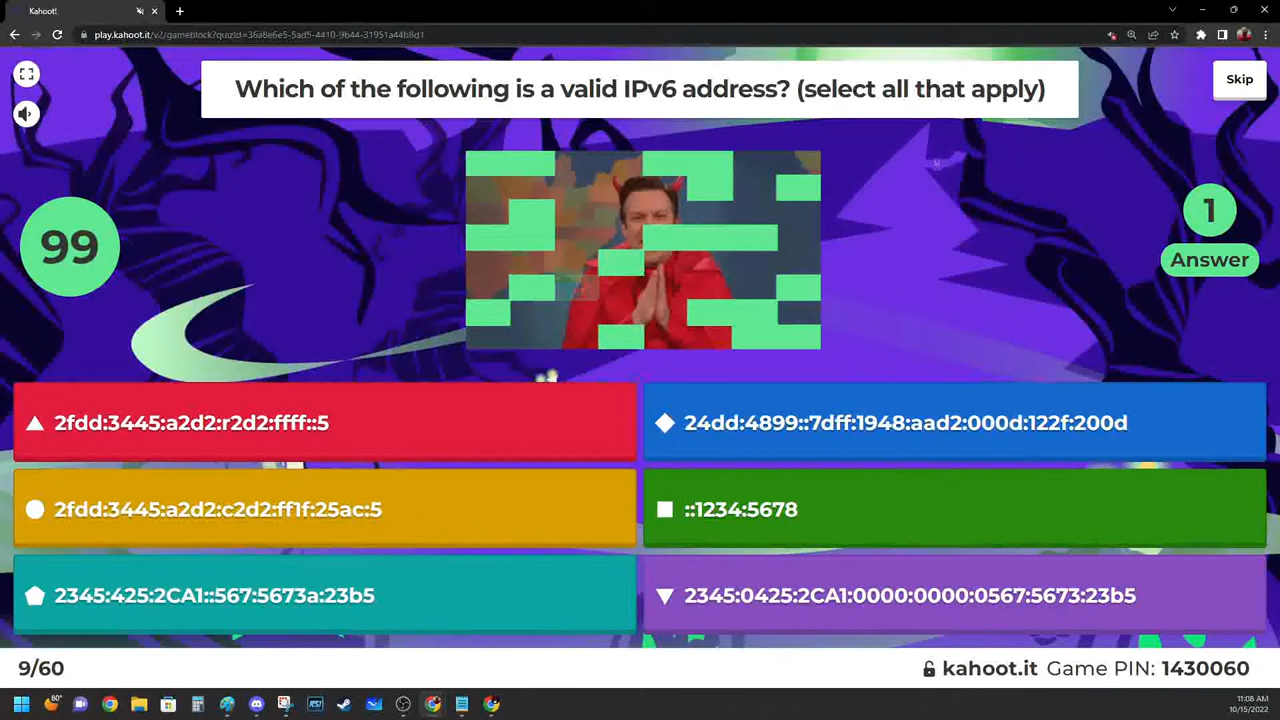 Kahoot!
play.kahoot.it/v2/gameblock?quizId=36a8e6e5-5ad5-4410-9b44-31951a44b8d1
Which of the following is a valid IPv6 address? (select all that apply)
Skip
99
1
Answer
2fdd:3445:a2d2:r2d2:ffff::5
24dd:4899::7dff:1948:aad2:000d:122f:200d
2fdd:3445:a2d2:c2d2:ff1f:25ac:5
::1234:5678
2345:425:2CA1::567:5673a:23b5
2345:0425:2CA1:0000:0000:0567:5673:23b5
9/60
kahoot.it Game PIN: 1430060
80°
RSI
11:08 AM
10/15/2022